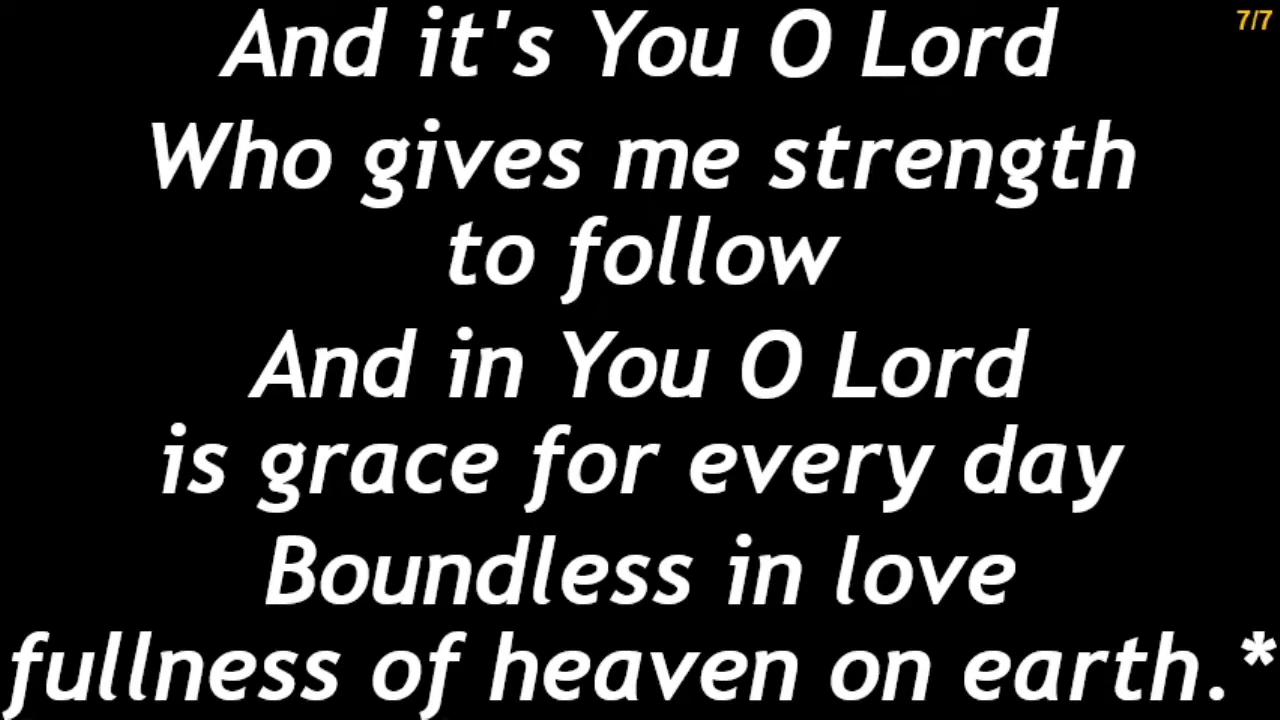 7/7
And it's You O Lord
Who gives me strength
to follow
And in You O Lord
is grace for every day
Boundless in love
fullness of heaven on earth.*